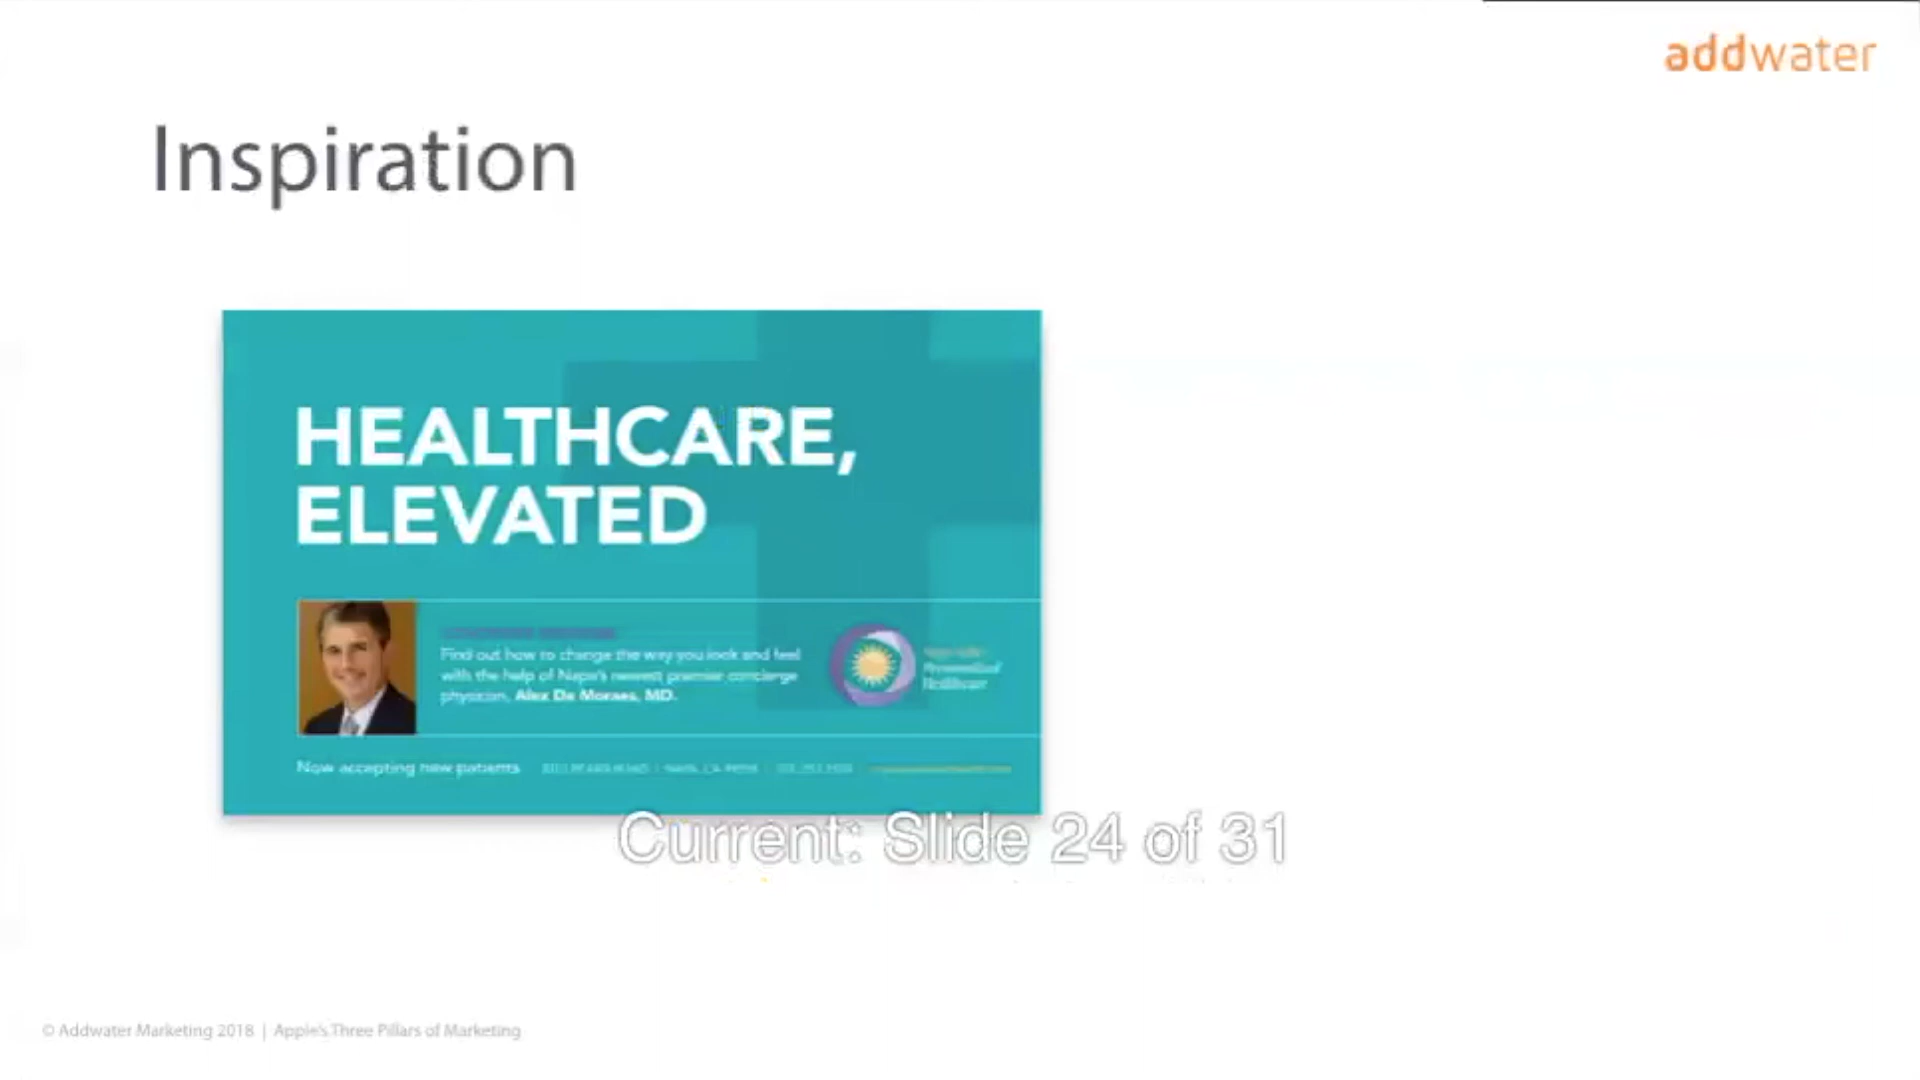 addwater
Inspiration
HEALTHCARE,
ELEVATED
Find out how to change the way you look and feel
with the help of Napa's newest premier concierge
physician, Alex De Moraes, MD.
Personalized
Healthcare
Now accepting new patients
Current: Slide 24 of 31
© Addwater Marketing 2018 | Apple's Three Pillars of Marketing